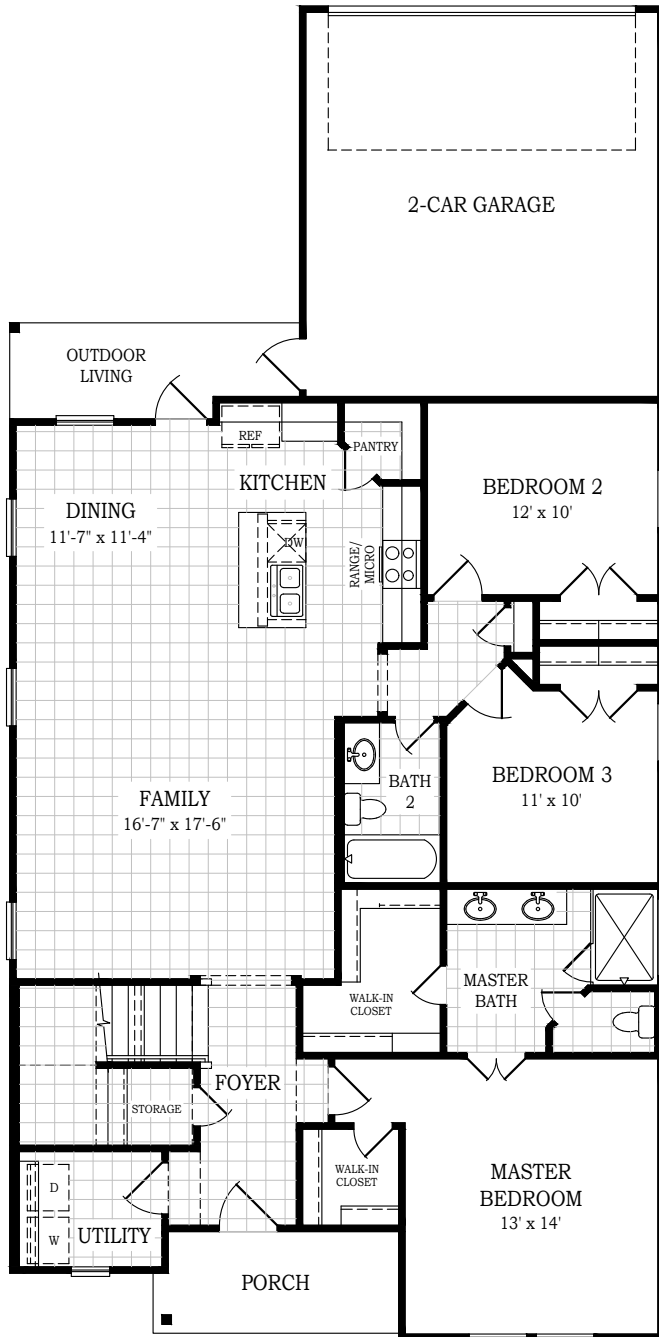 2-CAR GARAGE
OUTDOOR
LIVING
REF
PANTRY
KITCHEN
BEDROOM 2
12' x 10'
DINING
11'-7" x 11'-4"
DW
RANGE/
MICRO
BATH
2
BEDROOM 3
11' x 10'
FAMILY
16'-7" x 17'-6"
WALK-IN
CLOSET
MASTER
BATH
FOYER
STORAGE
WALK-IN
CLOSET
MASTER
BEDROOM
13' x 14'
D
W
UTILITY
PORCH